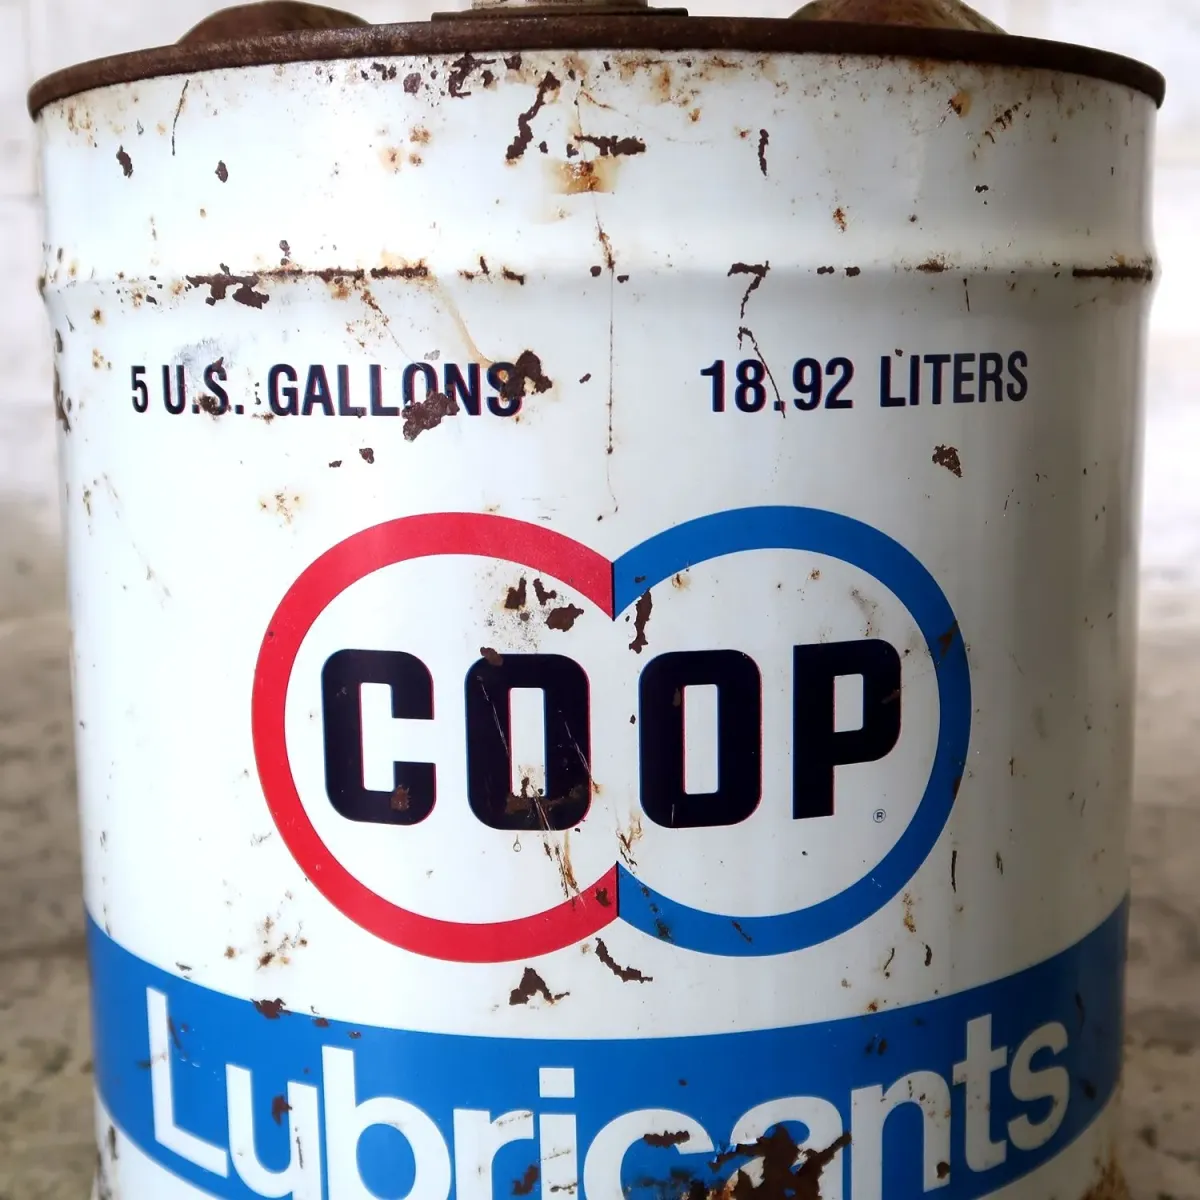 5 U.S. GALLONS 18.92 LITERS
COOP
®
Lubricants